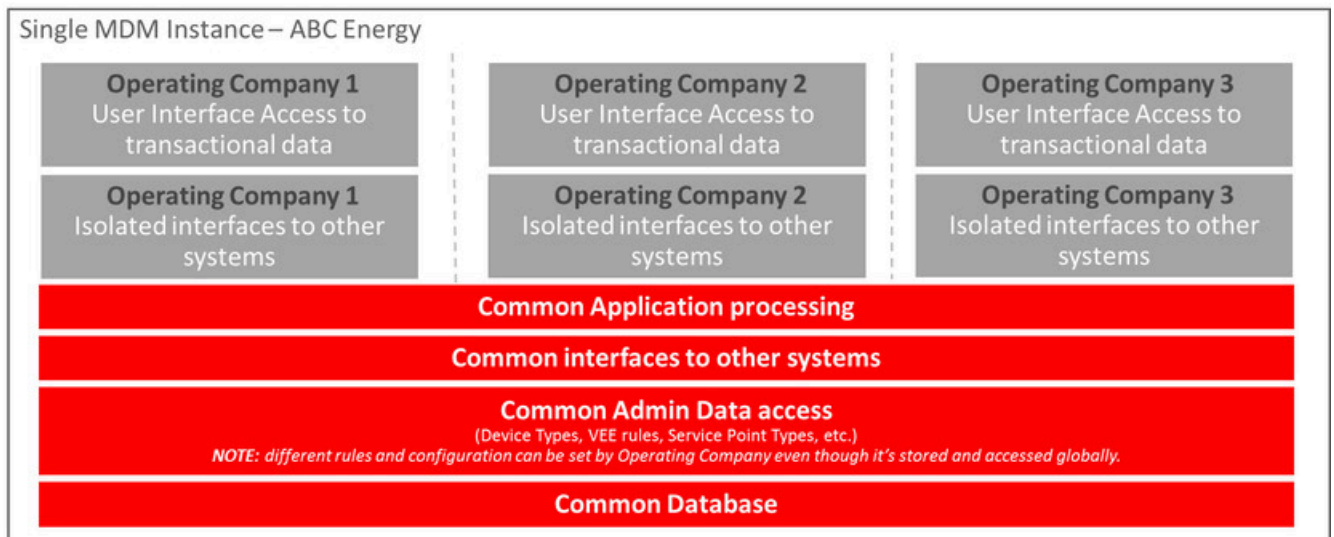 Single MDM Instance – ABC Energy
Operating Company 1
User Interface Access to
transactional data
Operating Company 2
User Interface Access to
transactional data
Operating Company 3
User Interface Access to
transactional data
Operating Company 1
Isolated interfaces to other
systems
Operating Company 2
Isolated interfaces to other
systems
Operating Company 3
Isolated interfaces to other
systems
Common Application processing
Common interfaces to other systems
Common Admin Data access
(Device Types, VEE rules, Service Point Types, etc.)
NOTE: different rules and configuration can be set by Operating Company even though it’s stored and accessed globally.
Common Database